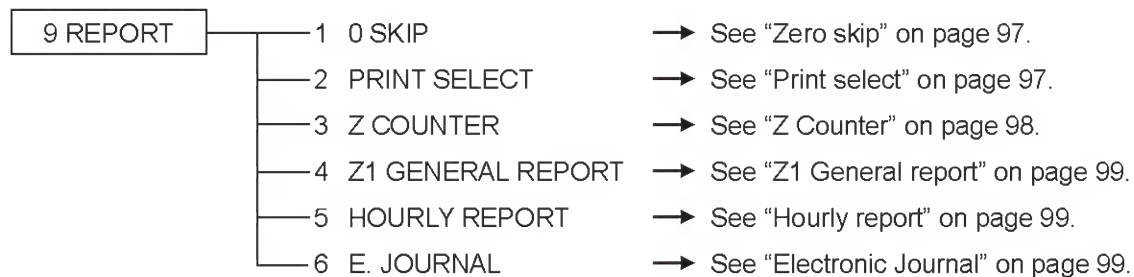 9 REPORT
1 0 SKIP → See “Zero skip” on page 97.
2 PRINT SELECT → See “Print select” on page 97.
3 Z COUNTER → See “Z Counter” on page 98.
4 Z1 GENERAL REPORT → See “Z1 General report” on page 99.
5 HOURLY REPORT → See “Hourly report” on page 99.
6 E. JOURNAL → See “Electronic Journal” on page 99.